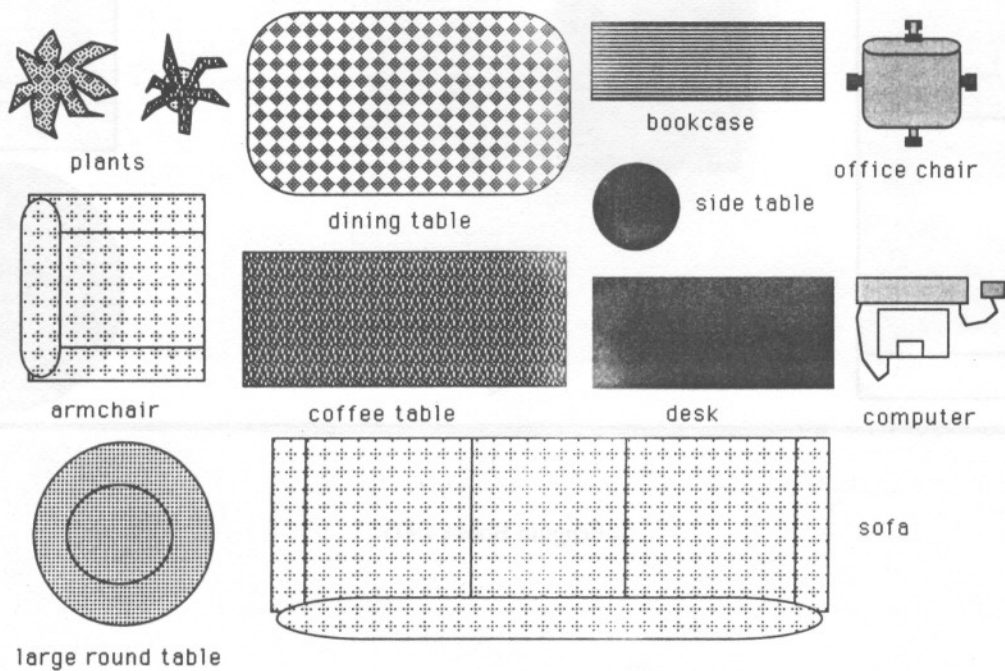 plants
dining table
bookcase
office chair
side table
armchair
coffee table
desk
computer
large round table
sofa